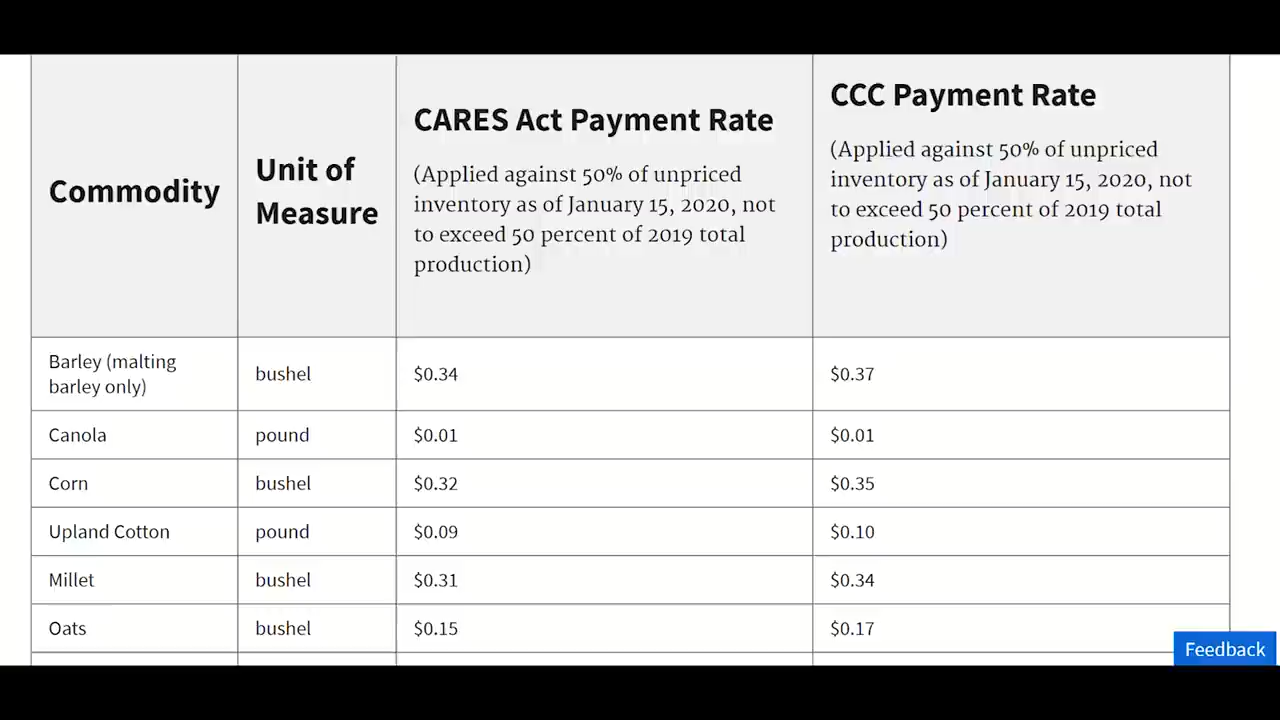 Commodity
Unit of
Measure
CARES Act Payment Rate
(Applied against 50% of unpriced
inventory as of January 15, 2020, not
to exceed 50 percent of 2019 total
production)
CCC Payment Rate
(Applied against 50% of unpriced
inventory as of January 15, 2020, not
to exceed 50 percent of 2019 total
production)
Barley (malting
barley only)
bushel
$0.34
$0.37
Canola
pound
$0.01
$0.01
Corn
bushel
$0.32
$0.35
Upland Cotton
pound
$0.09
$0.10
Millet
bushel
$0.31
$0.34
Oats
bushel
$0.15
$0.17
Feedback